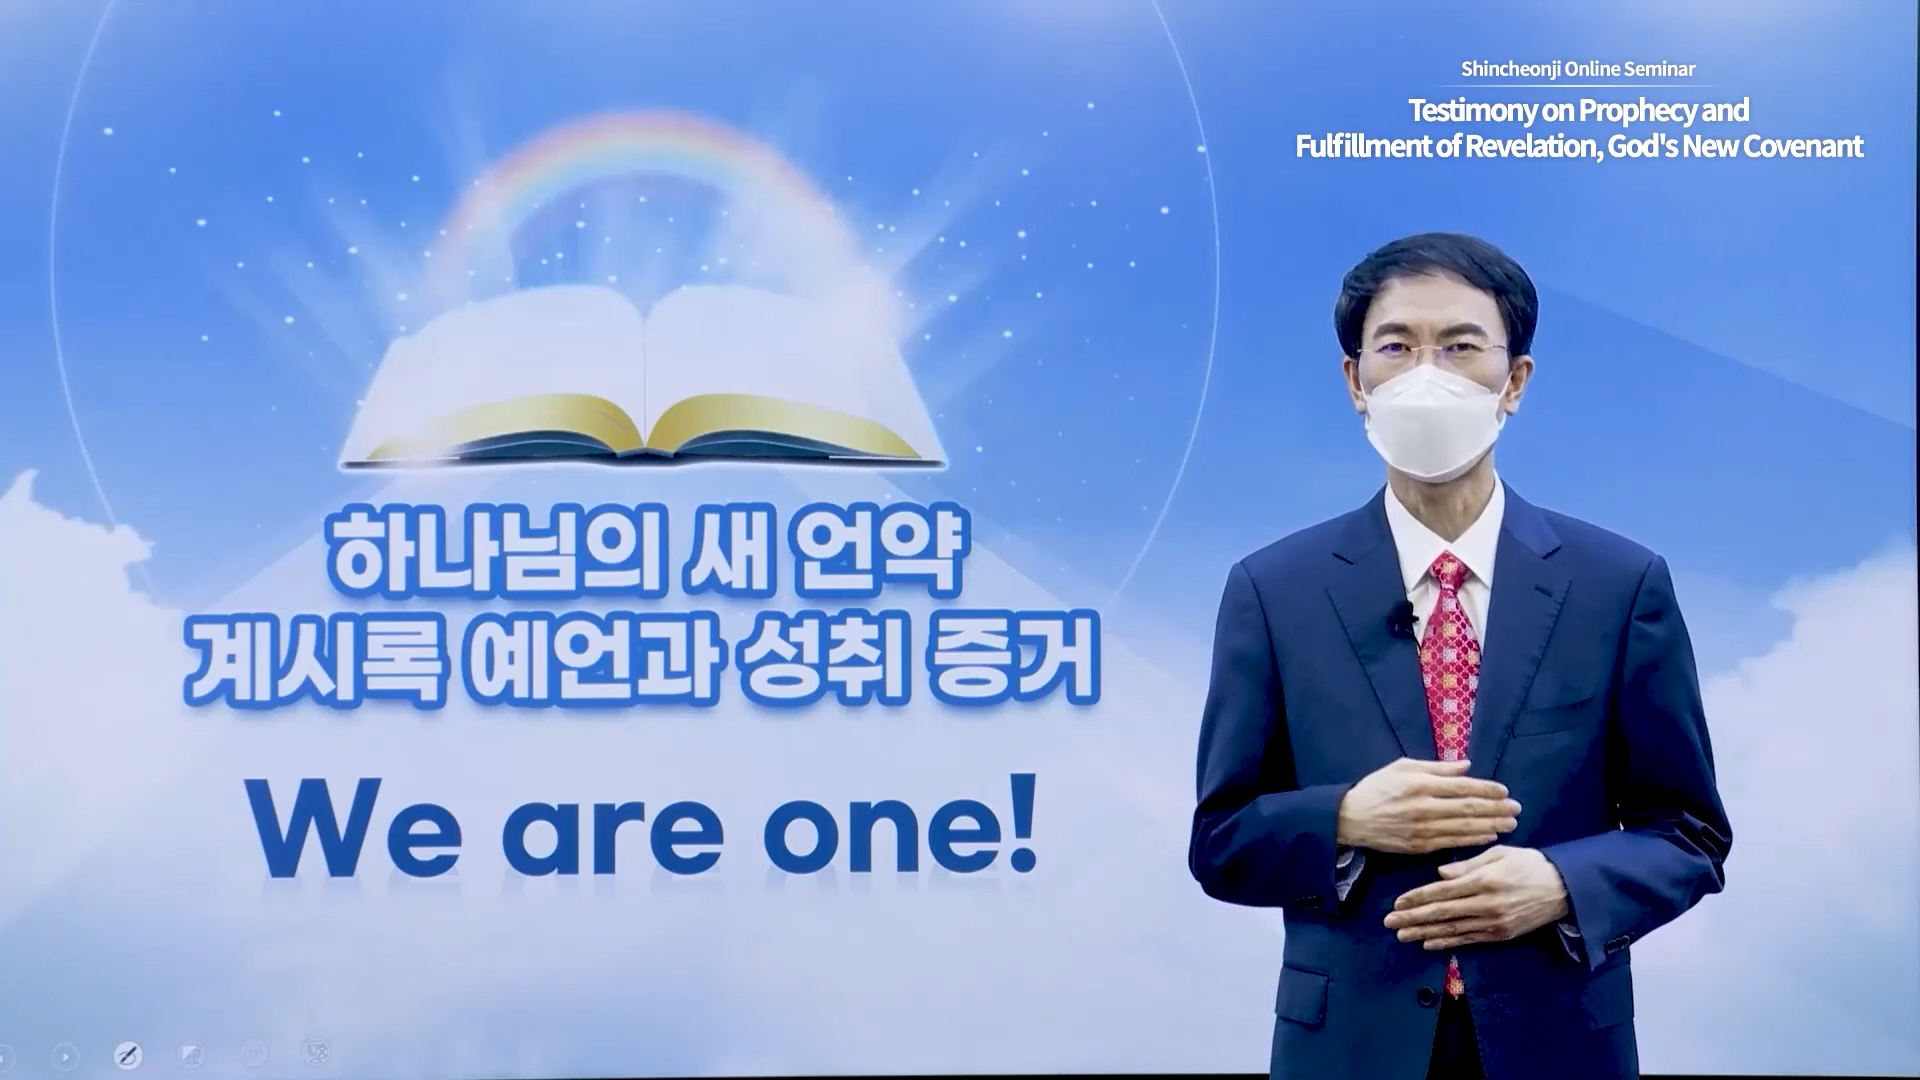 Shincheonji Online Seminar
Testimony on Prophecy and
Fulfillment of Revelation, God's New Covenant
하나님의 새 언약
계시록 예언과 성취 증거
We are one!